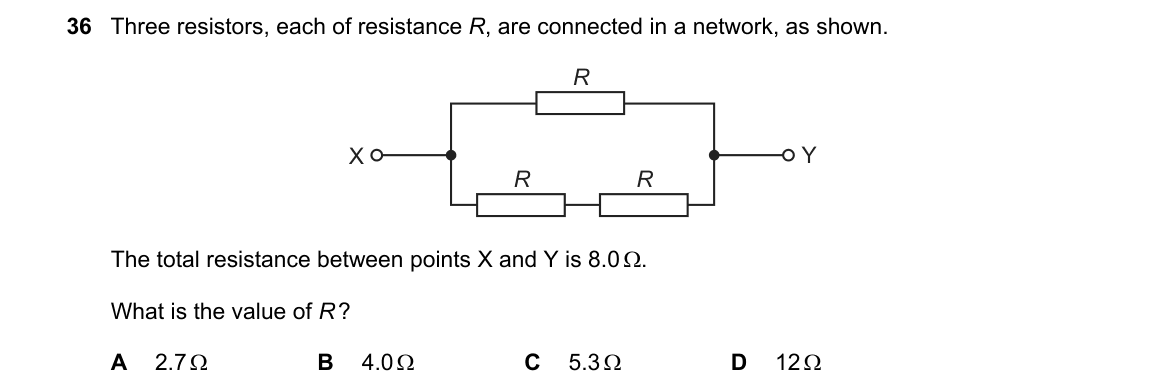 36 Three resistors, each of resistance R, are connected in a network, as shown.
R
X Y
R R
The total resistance between points X and Y is 8.0Ω.
What is the value of R?
A 2.7Ω B 4.0Ω C 5.3Ω D 12Ω